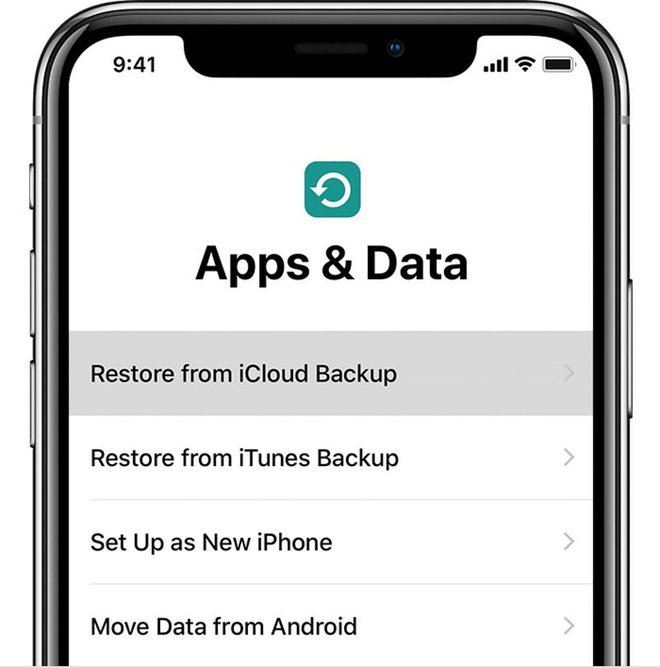 9:41
Apps & Data
Restore from iCloud Backup
Restore from iTunes Backup
Set Up as New iPhone
Move Data from Android